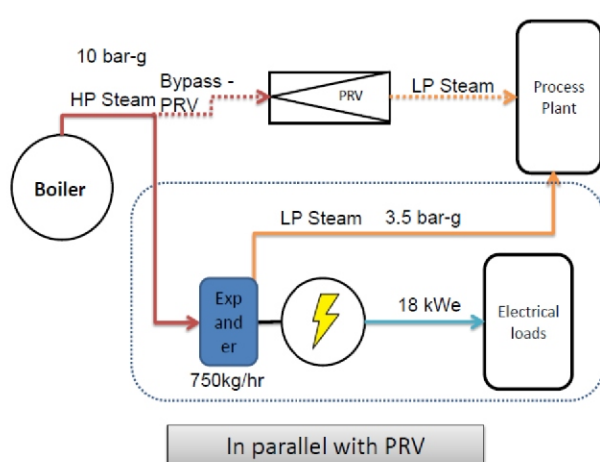 10 bar-g
HP Steam
Bypass -
PRV
PRV
LP Steam
Process
Plant
Boiler
LP Steam 3.5 bar-g
Exp
and
er
18 kWe
Electrical
loads
750kg/hr
In parallel with PRV